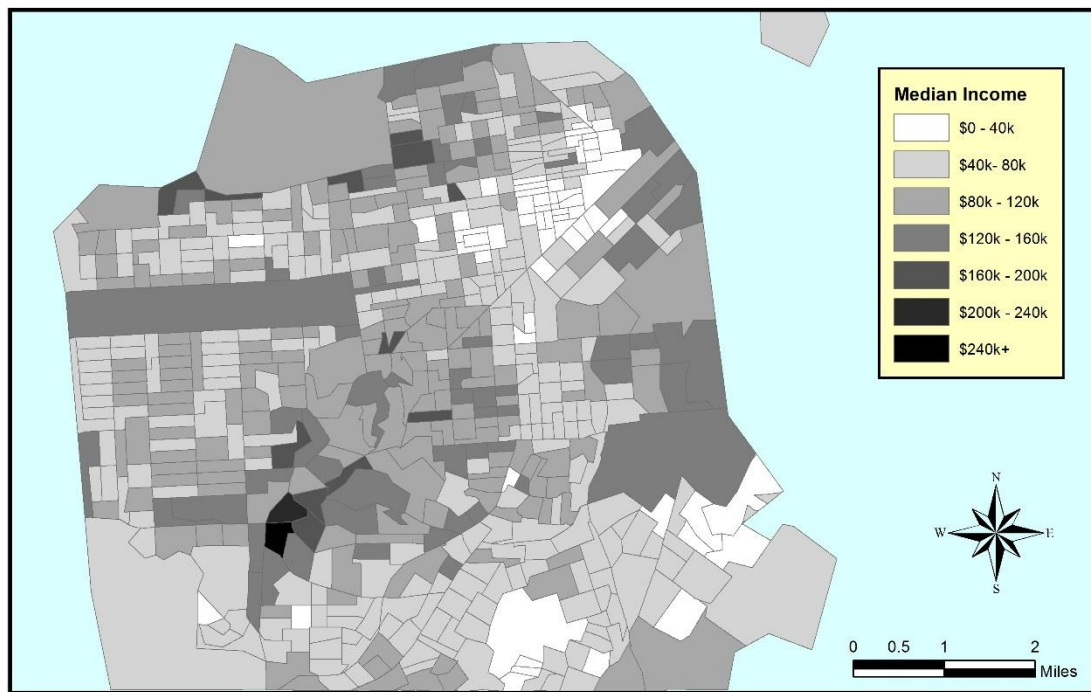 Median Income
$0 - 40k
$40k- 80k
$80k - 120k
$120k - 160k
$160k - 200k
$200k - 240k
$240k+
N
W E
S
0 0.5 1 2
Miles